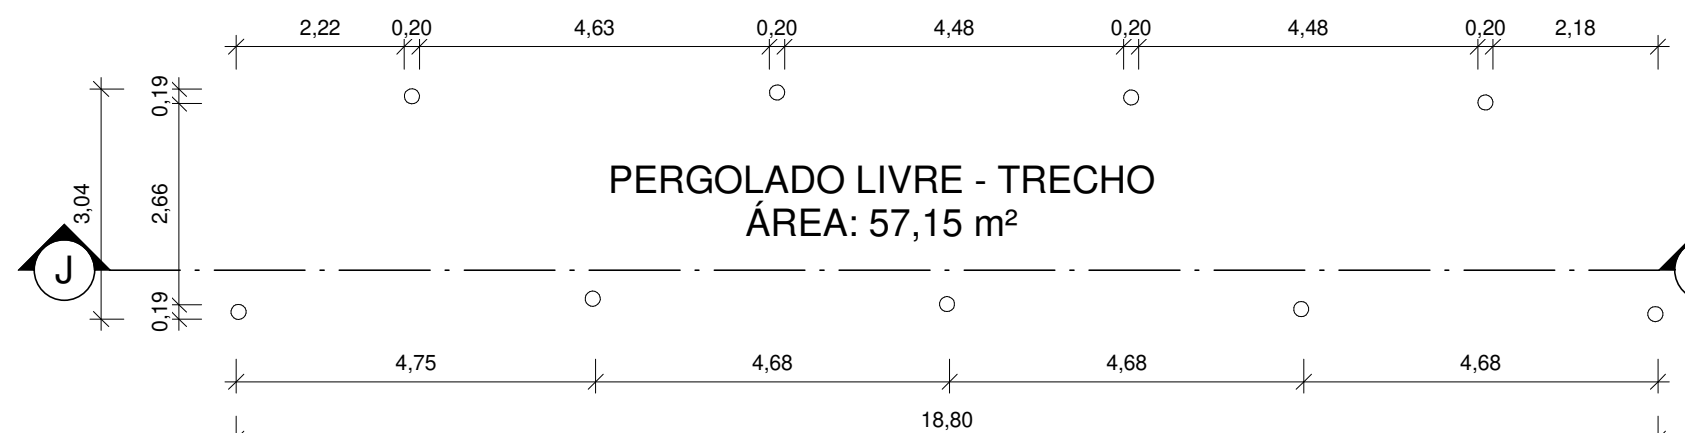 2,22 0,20 4,63 0,20 4,48 0,20 4,48 0,20 2,18
0,19
3,04
2,66
PERGOLADO LIVRE - TRECHO
ÁREA: 57,15 m²
J
0,19
4,75 4,68 4,68 4,68
18,80